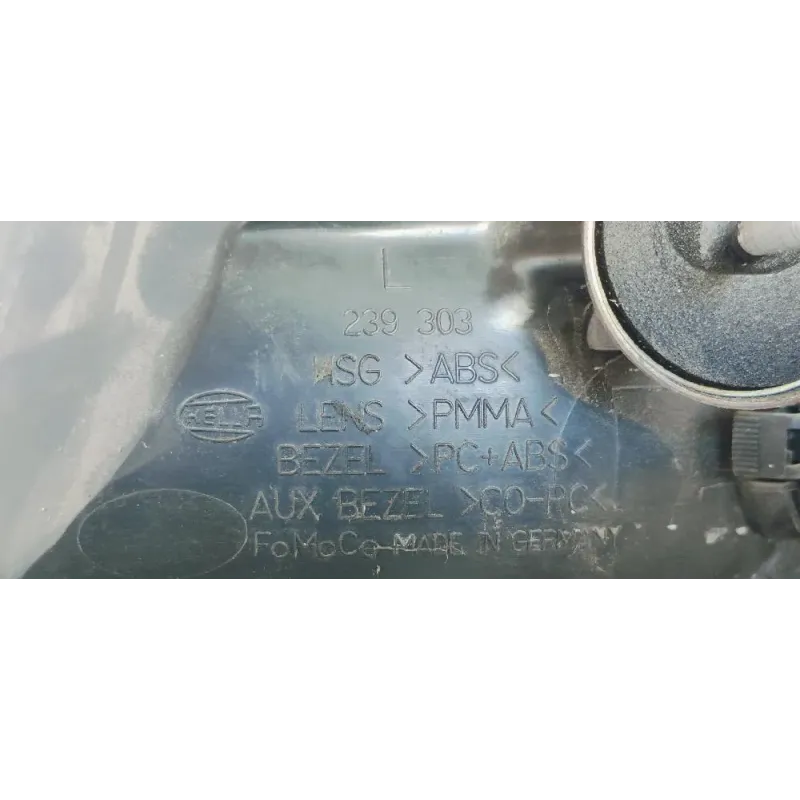 L
239 303
HSG >ABS<
HELLA LENS >PMMA<
BEZEL >PC+ABS<
AUX BEZEL >CO-PC<
FoMoCo-MADE IN GERMANY